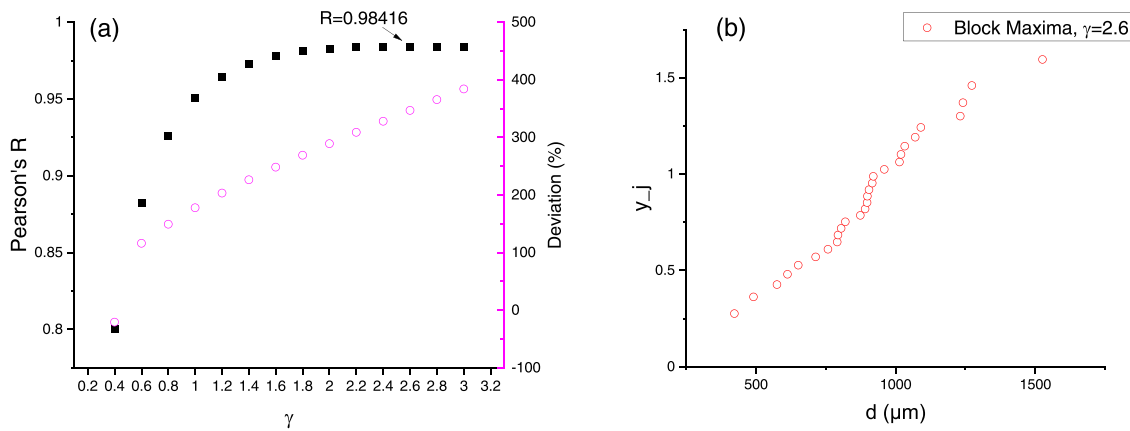 (a)
R=0.98416
Pearson's R
1
0.95
0.9
0.85
0.8
0.2 0.4 0.6 0.8 1 1.2 1.4 1.6 1.8 2 2.2 2.4 2.6 2.8 3 3.2
γ
500
400
300
200
100
0
-100
Deviation (%)
(b)
Block Maxima, γ=2.6
y_j
1.5
1
0.5
0
500 1000 1500
d (μm)